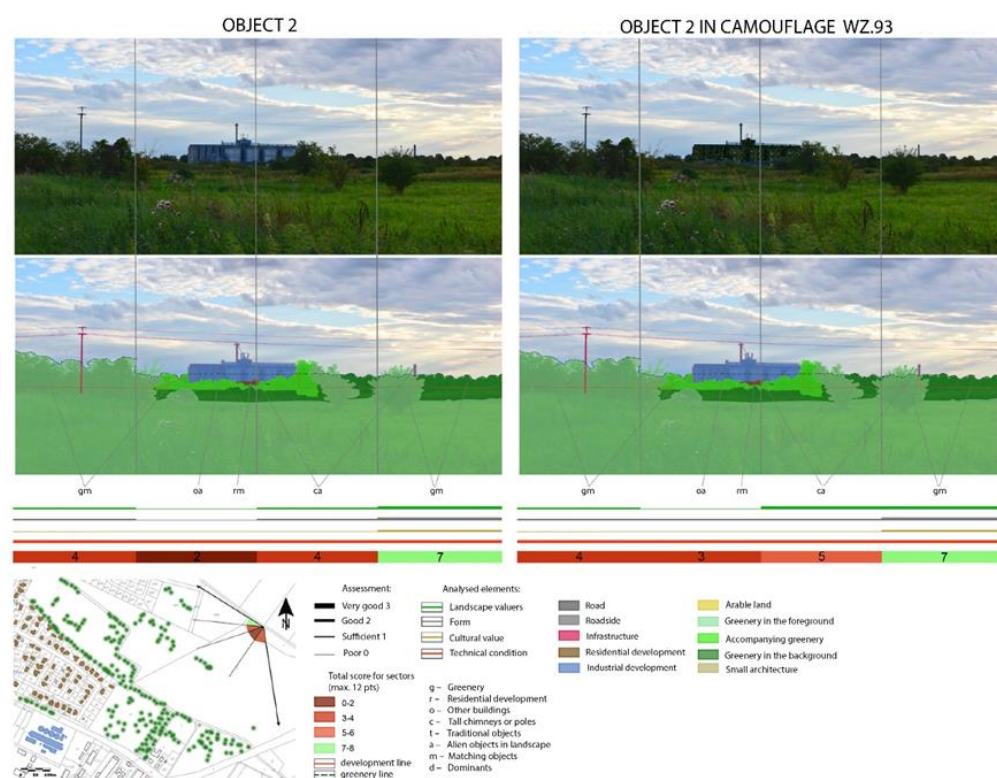 OBJECT 2
OBJECT 2 IN CAMOUFLAGE WZ.93
gm
oa
rm
ca
gm
gm
oa
rm
ca
gm
4
2
4
7
4
3
5
7
N
Assessment:
Very good 3
Good 2
Sufficient 1
Poor 0
Total score for sectors
(max. 12 pts)
0-2
3-4
5-6
7-8
development line
greenery line
Analysed elements:
Landscape valuers
Form
Cultural value
Technical condition
g – Greenery
r – Residential development
o – Other buildings
c – Tall chimneys or poles
t – Traditional objects
a – Alien objects in landscape
m – Matching objects
d – Dominants
Road
Roadside
Infrastructure
Residential development
Industrial development
Arable land
Greenery in the foreground
Accompanying greenery
Greenery in the background
Small architecture